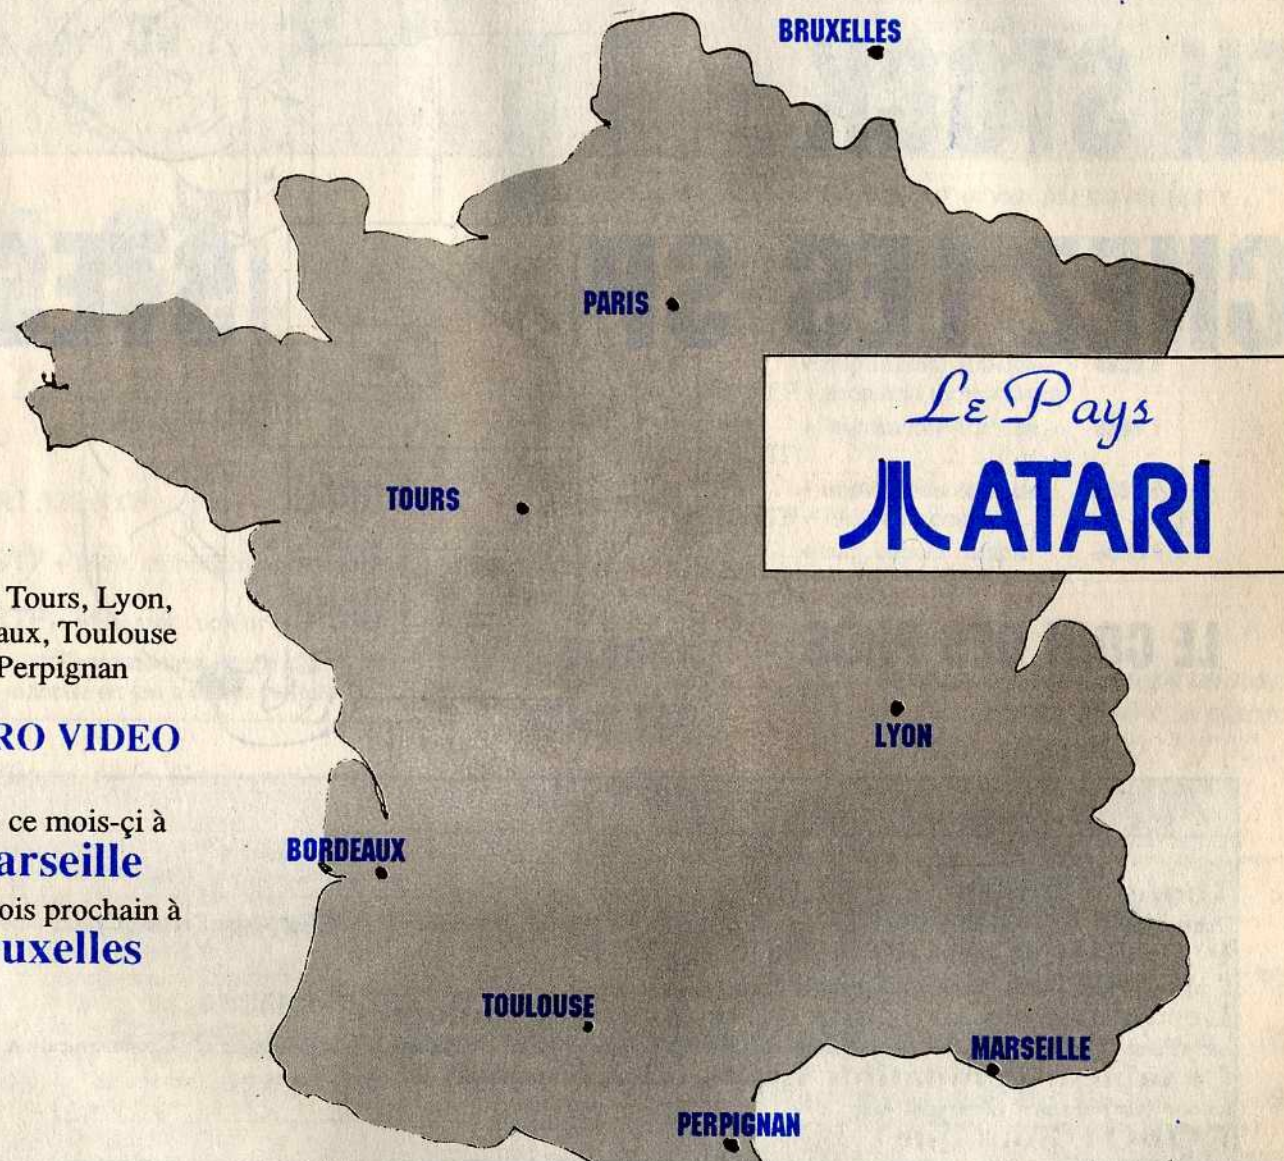 BRUXELLES
PARIS
Le Pays
ATARI
TOURS
Tours, Lyon,
aux, Toulouse
Perpignan
RO VIDEO
LYON
ce mois-çi à
arseille
BORDEAUX
ois prochain à
uxelles
TOULOUSE
MARSEILLE
PERPIGNAN